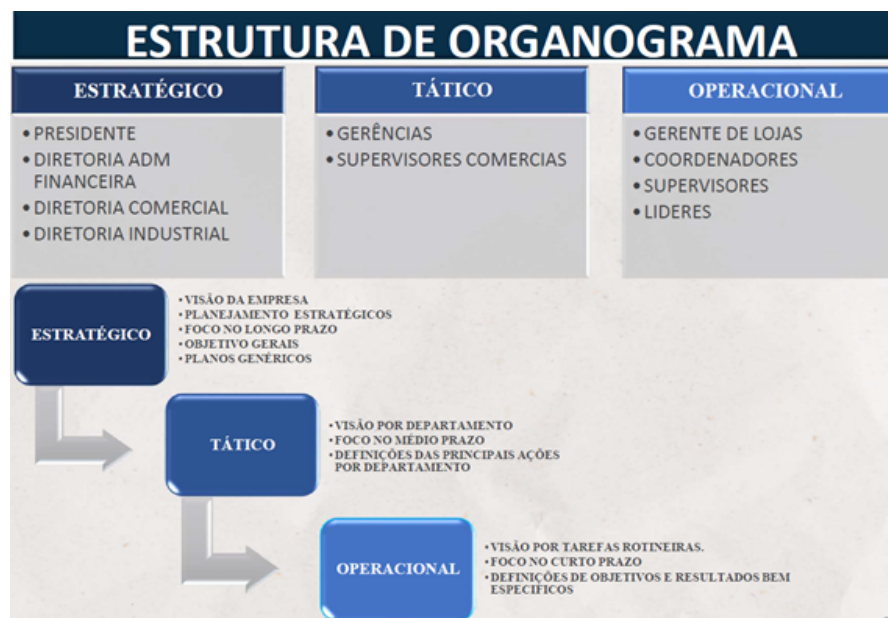 ESTRUTURA DE ORGANOGRAMA
ESTRATÉGICO
• PRESIDENTE
• DIRETORIA ADM
FINANCEIRA
• DIRETORIA COMERCIAL
• DIRETORIA INDUSTRIAL
TÁTICO
• GERÊNCIAS
• SUPERVISORES COMERCIAS
OPERACIONAL
• GERENTE DE LOJAS
• COORDENADORES
• SUPERVISORES
• LIDERES
ESTRATÉGICO
• VISÃO DA EMPRESA
• PLANEJAMENTO ESTRATÉGICOS
• FOCO NO LONGO PRAZO
• OBJETIVO GERAIS
• PLANOS GENÉRICOS
TÁTICO
• VISÃO POR DEPARTAMENTO
• FOCO NO MÉDIO PRAZO
• DEFINIÇÕES DAS PRINCIPAIS AÇÕES
POR DEPARTAMENTO
OPERACIONAL
• VISÃO POR TAREFAS ROTINEIRAS.
• FOCO NO CURTO PRAZO
• DEFINIÇÕES DE OBJETIVOS E RESULTADOS BEM
ESPECIFICOS